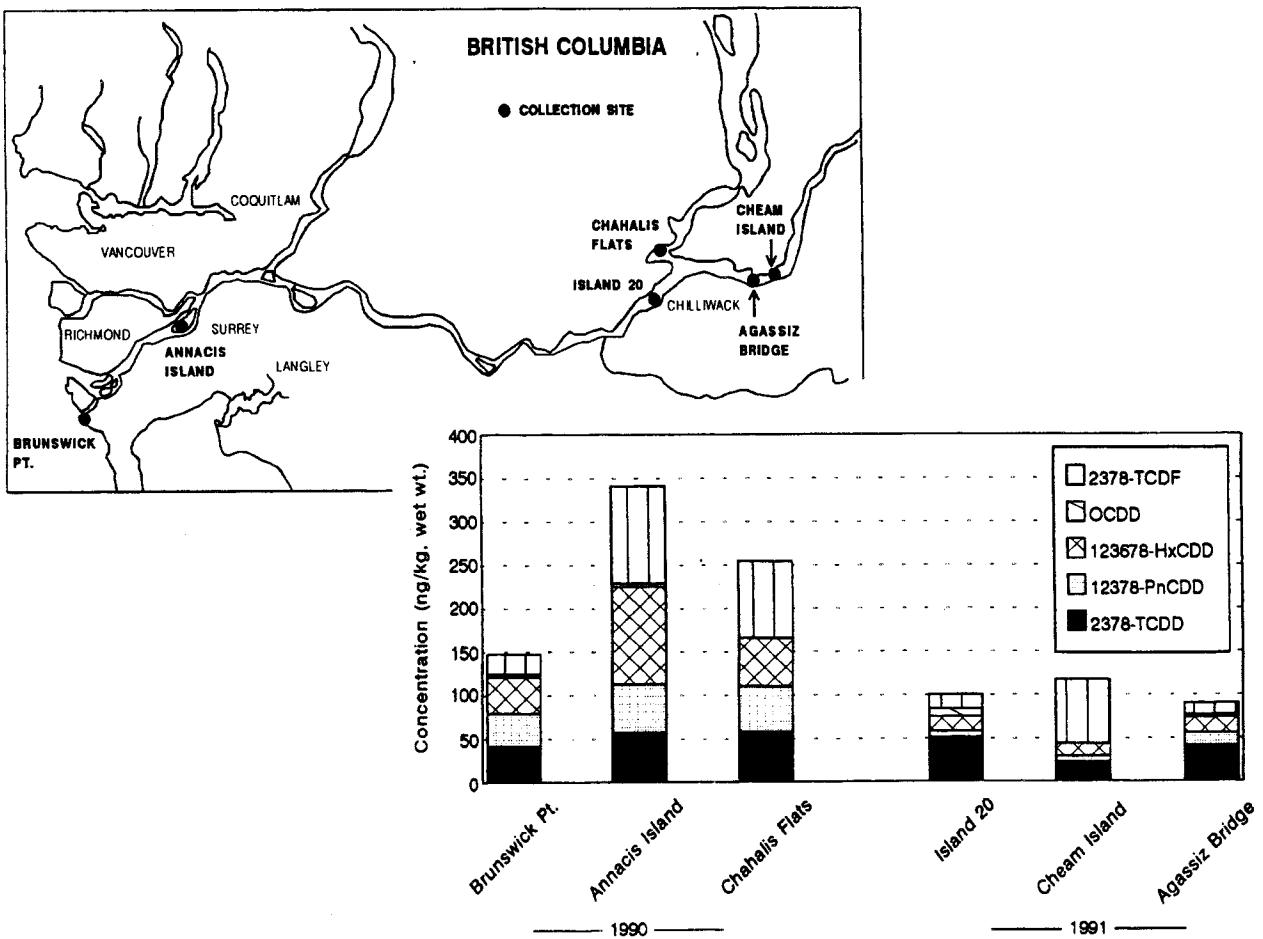 BRITISH COLUMBIA
COLLECTION SITE
COQUITLAM
VANCOUVER
RICHMOND
SURREY
ANNACIS
ISLAND
LANGLEY
BRUNSWICK
PT.
CHAHALIS
FLATS
CHEAM
ISLAND
ISLAND 20
CHILLIWACK
AGASSIZ
BRIDGE
Concentration (ng/kg, wet wt.)
400
350
300
250
200
150
100
50
0
2378-TCDF
OCDD
123678-HxCDD
12378-PnCDD
2378-TCDD
Brunswick Pt.
Annacis Island
Chahalis Flats
Island 20
Cheam Island
Agassiz Bridge
1990
1991